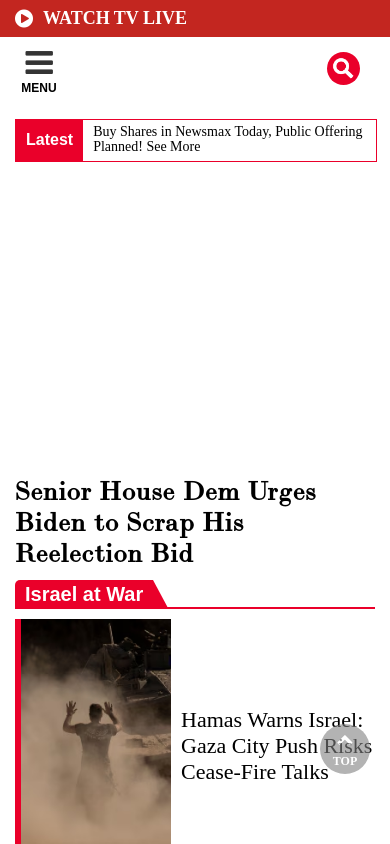 WATCH TV LIVE
MENU
Latest
Buy Shares in Newsmax Today, Public Offering
Planned! See More
Senior House Dem Urges
Biden to Scrap His
Reelection Bid
Israel at War
Hamas Warns Israel:
Gaza City Push Risks
Cease-Fire Talks
TOP